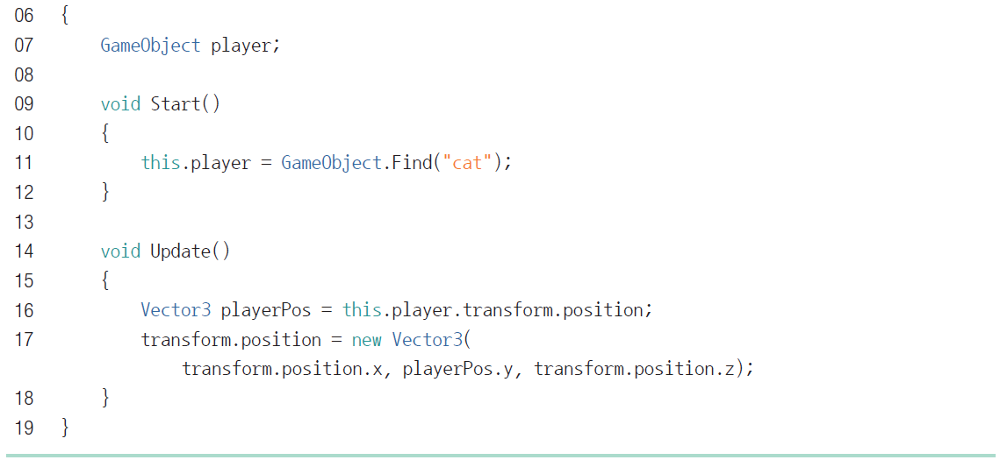 06 {
07 GameObject player;
08
09 void Start()
10 {
11 this.player = GameObject.Find("cat");
12 }
13
14 void Update()
15 {
16 Vector3 playerPos = this.player.transform.position;
17 transform.position = new Vector3(
transform.position.x, playerPos.y, transform.position.z);
18 }
19 }